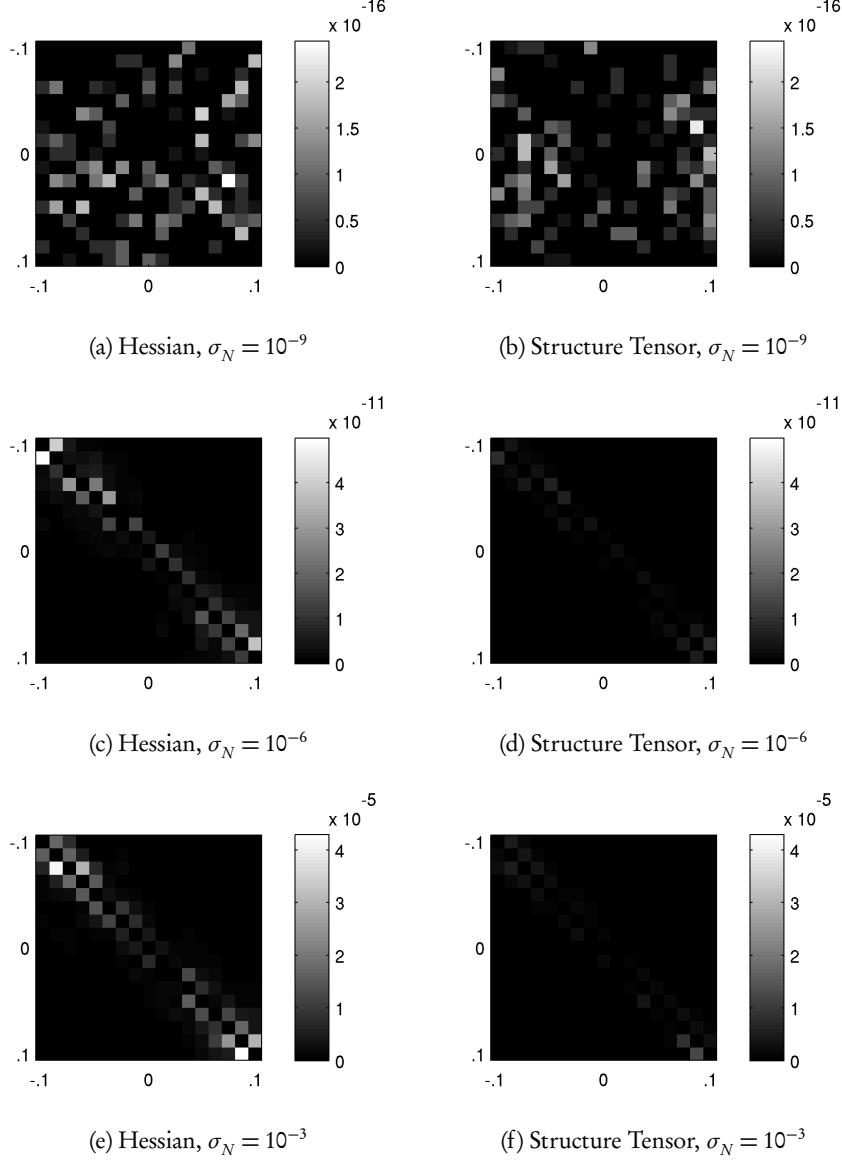 x 10 -16 x 10 -16
-.1 0 .1 2 1.5 1 0.5 0 -.1 0 .1 2 1.5 1 0.5 0
-.1 0 .1 -.1 0 .1
(a) Hessian, σ_N = 10⁻⁹ (b) Structure Tensor, σ_N = 10⁻⁹
x 10 -11 x 10 -11
-.1 0 .1 4 3 2 1 0 -.1 0 .1 4 3 2 1 0
-.1 0 .1 -.1 0 .1
(c) Hessian, σ_N = 10⁻⁶ (d) Structure Tensor, σ_N = 10⁻⁶
x 10 -5 x 10 -5
-.1 0 .1 4 3 2 1 0 -.1 0 .1 4 3 2 1 0
-.1 0 .1 -.1 0 .1
(e) Hessian, σ_N = 10⁻³ (f) Structure Tensor, σ_N = 10⁻³